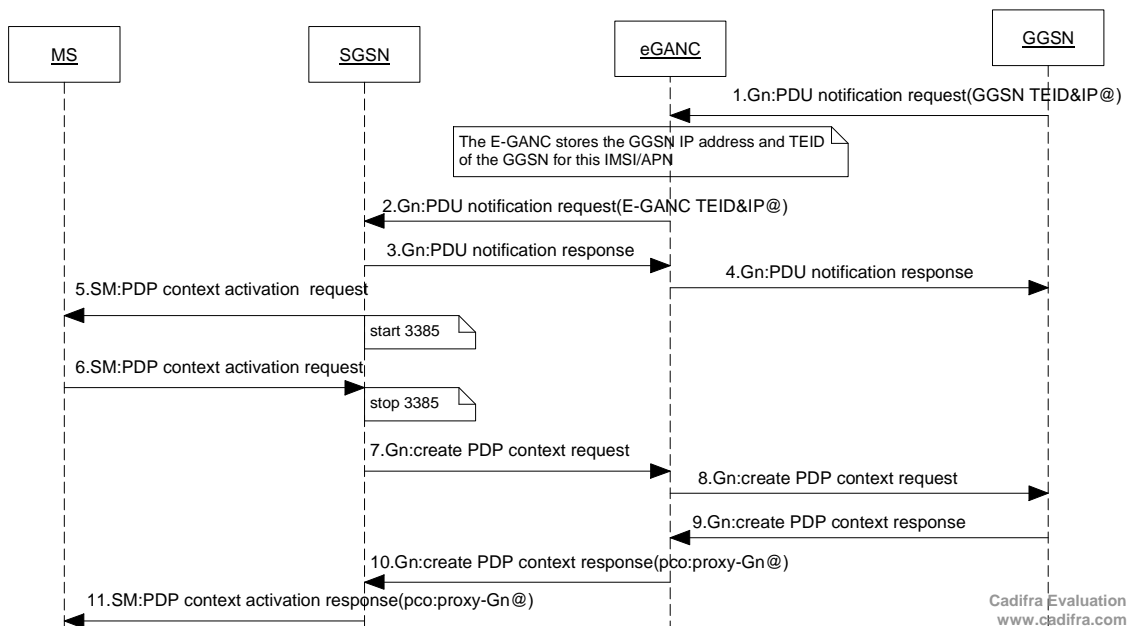 MS
SGSN
eGANC
GGSN
1.Gn:PDU notification request(GGSN TEID&IP@)
The E-GANC stores the GGSN IP address and TEID
of the GGSN for this IMSI/APN
2.Gn:PDU notification request(E-GANC TEID&IP@)
3.Gn:PDU notification response
4.Gn:PDU notification response
5.SM:PDP context activation  request
start 3385
6.SM:PDP context activation request
stop 3385
7.Gn:create PDP context request
8.Gn:create PDP context request
9.Gn:create PDP context response
10.Gn:create PDP context response(pco:proxy-Gn@)
11.SM:PDP context activation response(pco:proxy-Gn@)
Cadifra Evaluation
www.cadifra.com